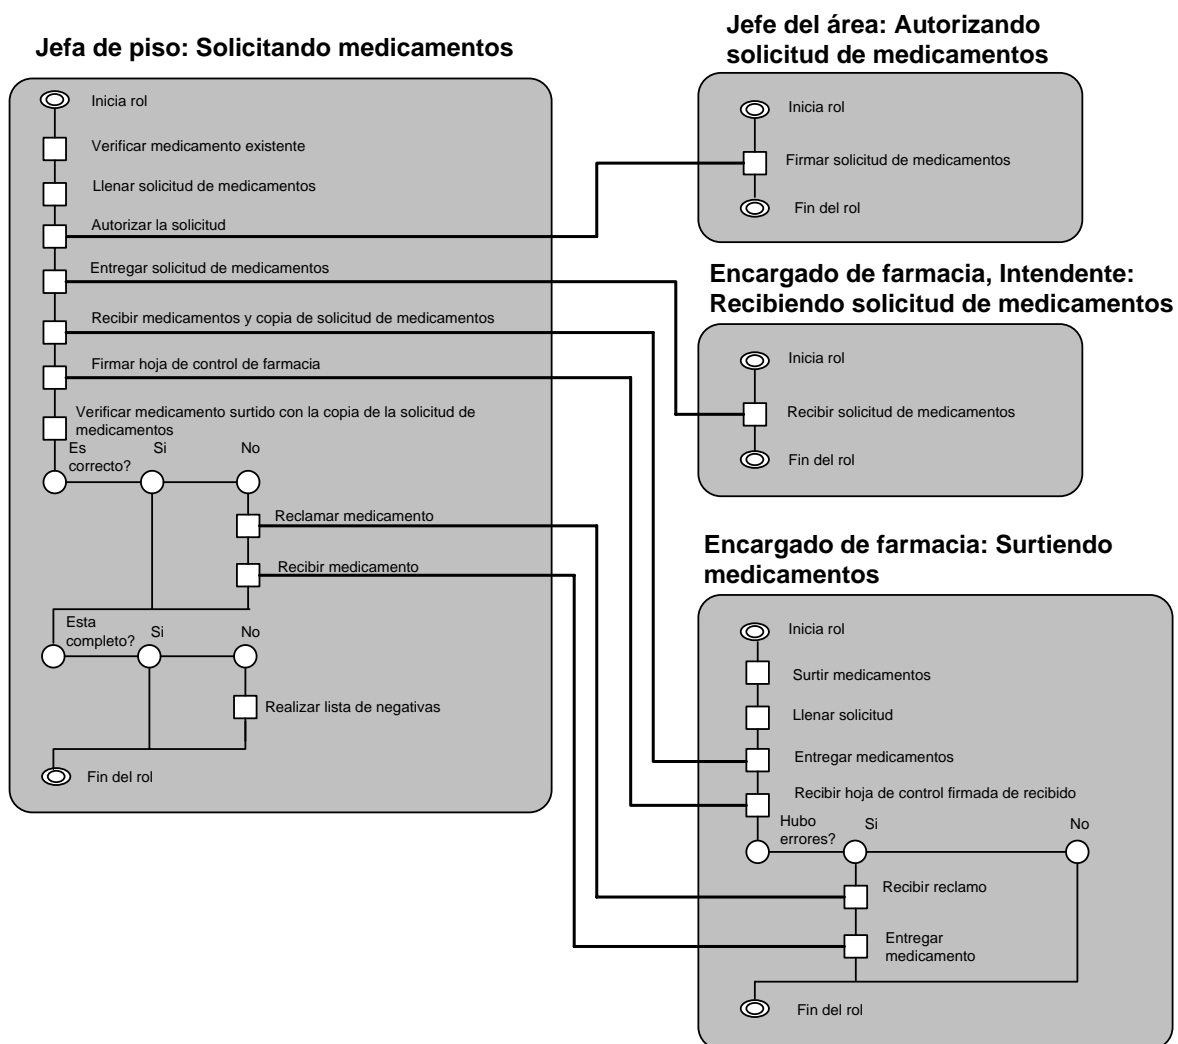 Jefa de piso: Solicitando medicamentos
Inicia rol
Verificar medicamento existente
Llenar solicitud de medicamentos
Autorizar la solicitud
Entregar solicitud de medicamentos
Recibir medicamentos y copia de solicitud de medicamentos
Firmar hoja de control de farmacia
Verificar medicamento surtido con la copia de la solicitud de
medicamentos
Es
correcto?
Si
No
Reclamar medicamento
Recibir medicamento
Esta
completo?
Si
No
Realizar lista de negativas
Fin del rol
Jefe del área: Autorizando
solicitud de medicamentos
Inicia rol
Firmar solicitud de medicamentos
Fin del rol
Encargado de farmacia, Intendente:
Recibiendo solicitud de medicamentos
Inicia rol
Recibir solicitud de medicamentos
Fin del rol
Encargado de farmacia: Surtiendo
medicamentos
Inicia rol
Surtir medicamentos
Llenar solicitud
Entregar medicamentos
Recibir hoja de control firmada de recibido
Hubo
errores?
Si
No
Recibir reclamo
Entregar
medicamento
Fin del rol